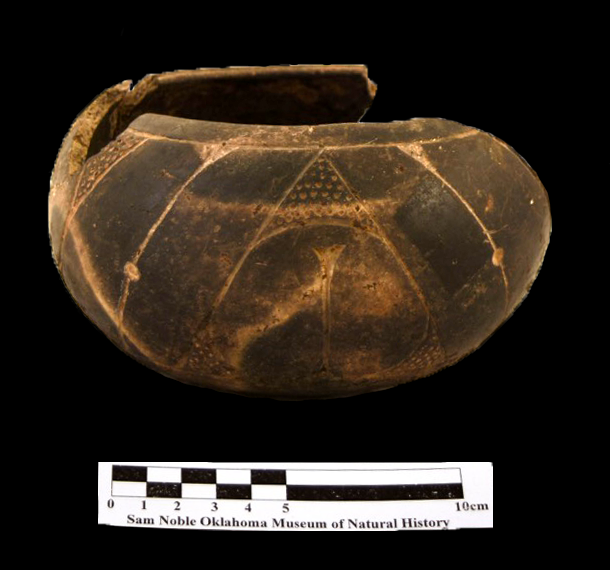 0 1 2 3 4 5 10cm
Sam Noble Oklahoma Museum of Natural History